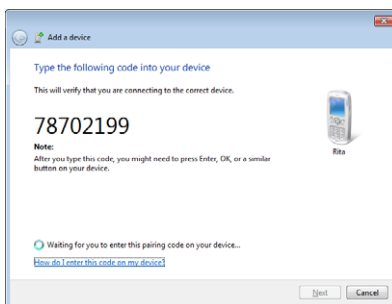 Add a device
Type the following code into your device
This will verify that you are connecting to the correct device.
78702199
Note:
After you type this code, you might need to press Enter, OK, or a similar
button on your device.
Rita
Waiting for you to enter this pairing code on your device...
How do I enter this code on my device?
Next
Cancel